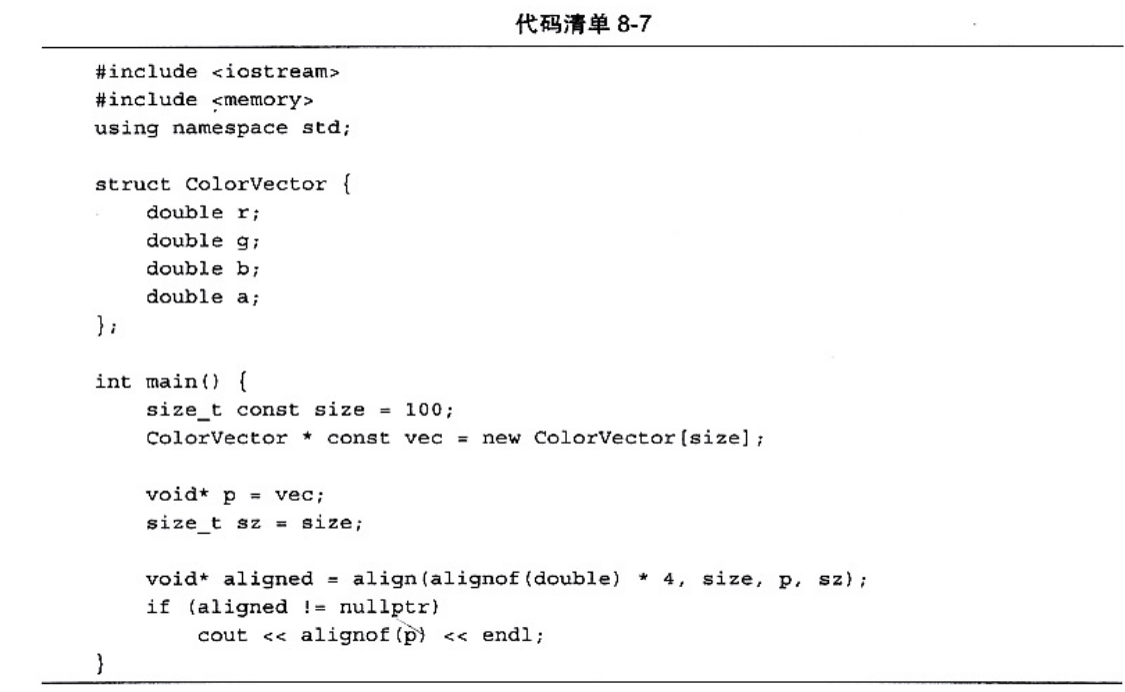 代码清单 8-7
#include <iostream>
#include <memory>
using namespace std;
struct ColorVector {
    double r;
    double g;
    double b;
    double a;
};
int main() {
    size_t const size = 100;
    ColorVector * const vec = new ColorVector[size];
    void* p = vec;
    size_t sz = size;
    void* aligned = align(alignof(double) * 4, size, p, sz);
    if (aligned != nullptr)
        cout << alignof(p) << endl;
}